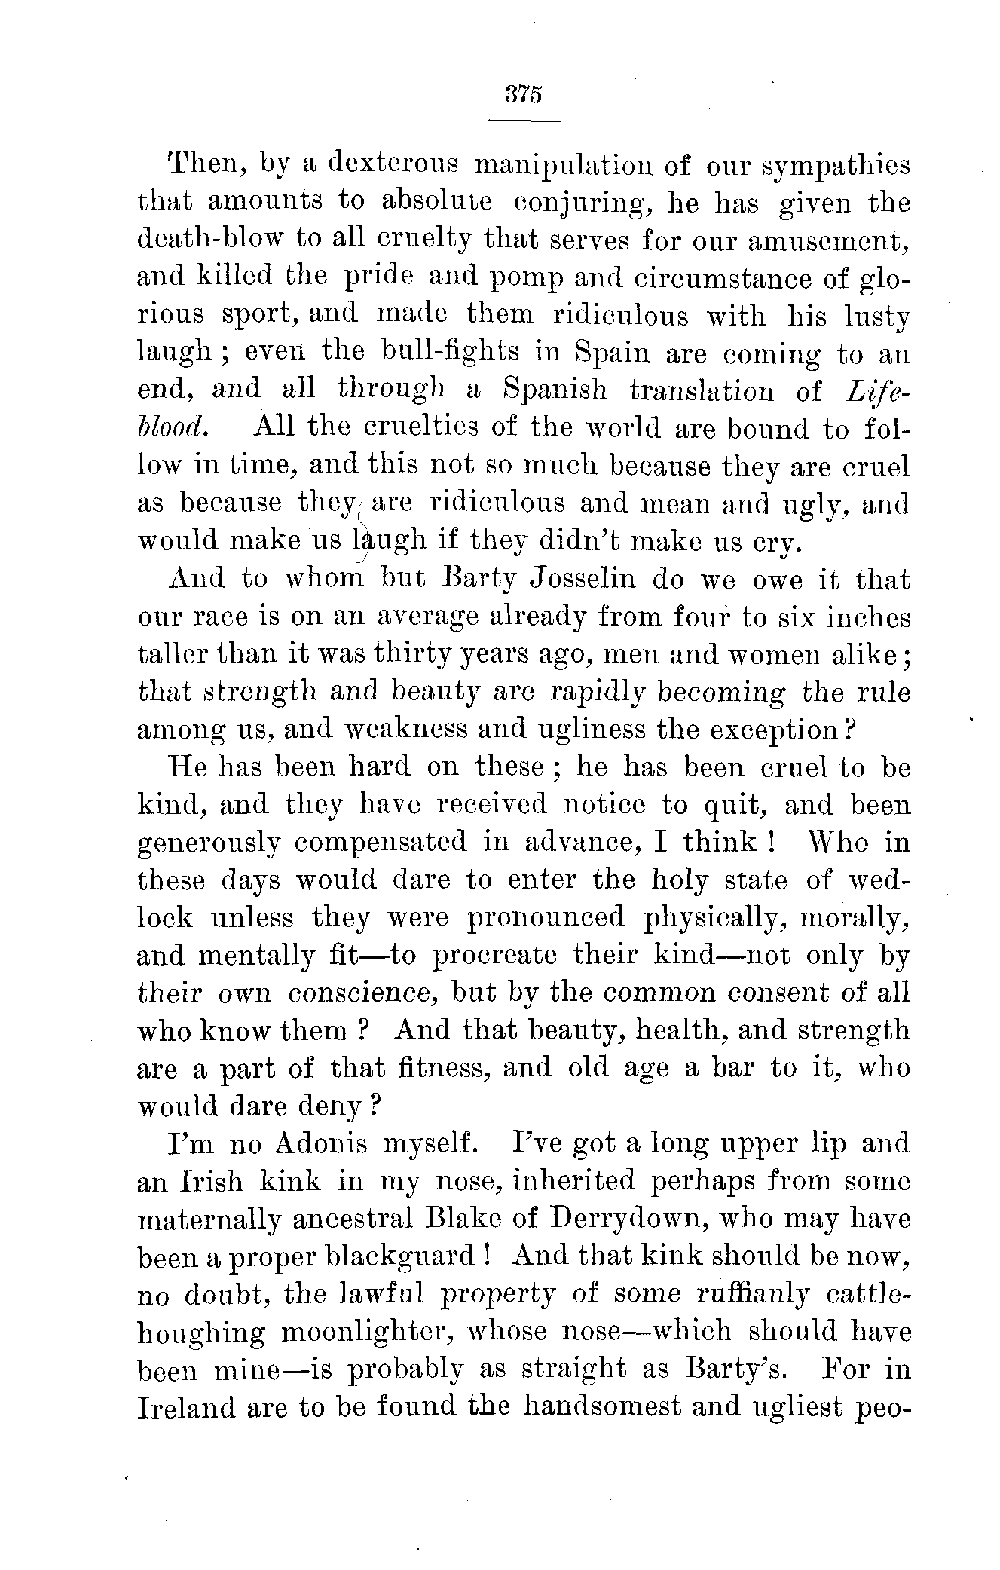 375
Then, by a dexterous manipulation of our sympathies
that amounts to absolute conjuring, he has given the
death-blow to all cruelty that serves for our amusement,
and killed the pride and pomp and circumstance of glo-
rious sport, and made them ridiculous with his lusty
laugh; even the bull-fights in Spain are coming to an
end, and all through a Spanish translation of Life-
blood. All the cruelties of the world are bound to fol-
low in time, and this not so much because they are cruel
as because they are ridiculous and mean and ugly, and
would make us laugh if they didn't make us cry.
And to whom but Barty Josselin do we owe it that
our race is on an average already from four to six inches
taller than it was thirty years ago, men and women alike;
that strength and beauty are rapidly becoming the rule
among us, and weakness and ugliness the exception?
He has been hard on these; he has been cruel to be
kind, and they have received notice to quit, and been
generously compensated in advance, I think! Who in
these days would dare to enter the holy state of wed-
lock unless they were pronounced physically, morally,
and mentally fit—to procreate their kind—not only by
their own conscience, but by the common consent of all
who know them? And that beauty, health, and strength
are a part of that fitness, and old age a bar to it, who
would dare deny?
I'm no Adonis myself. I've got a long upper lip and
an Irish kink in my nose, inherited perhaps from some
maternally ancestral Blake of Derrydown, who may have
been a proper blackguard! And that kink should be now,
no doubt, the lawful property of some ruffianly cattle-
houghing moonlighter, whose nose—which should have
been mine—is probably as straight as Barty's. For in
Ireland are to be found the handsomest and ugliest peo-